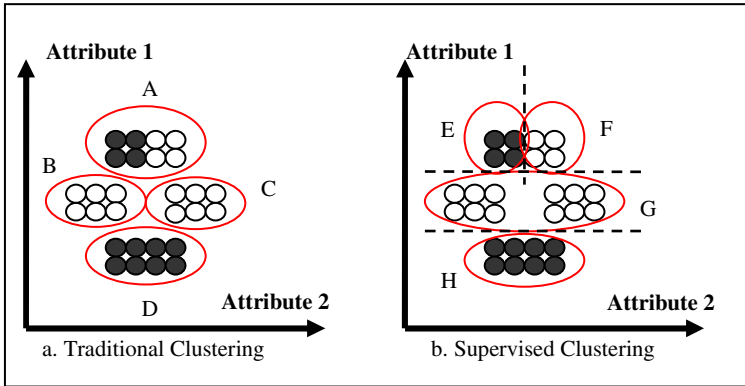 Attribute 1
A
B
C
D
Attribute 2
a. Traditional Clustering
Attribute 1
E
F
G
H
Attribute 2
b. Supervised Clustering